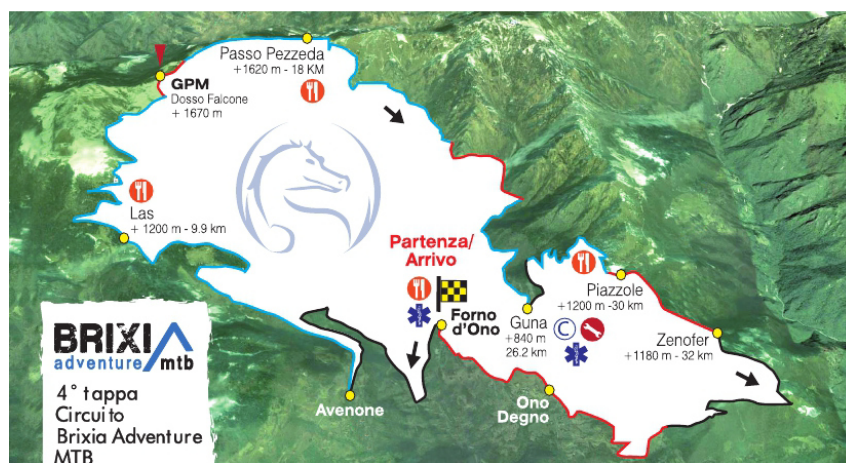 Passo Pezzeda
+1620 m - 18 KM
GPM
Dosso Falcone
+ 1670 m
Las
+ 1200 m - 9.9 km
Partenza/
Arrivo
Forno
d'Ono
Guna
+840 m
26.2 km
C
Piazzole
+1200 m -30 km
Zenofer
+1180 m - 32 km
Avenone
Ono
Degno
BRIXIA
adventure mtb
4° tappa
Circuito
Brixia Adventure
MTB